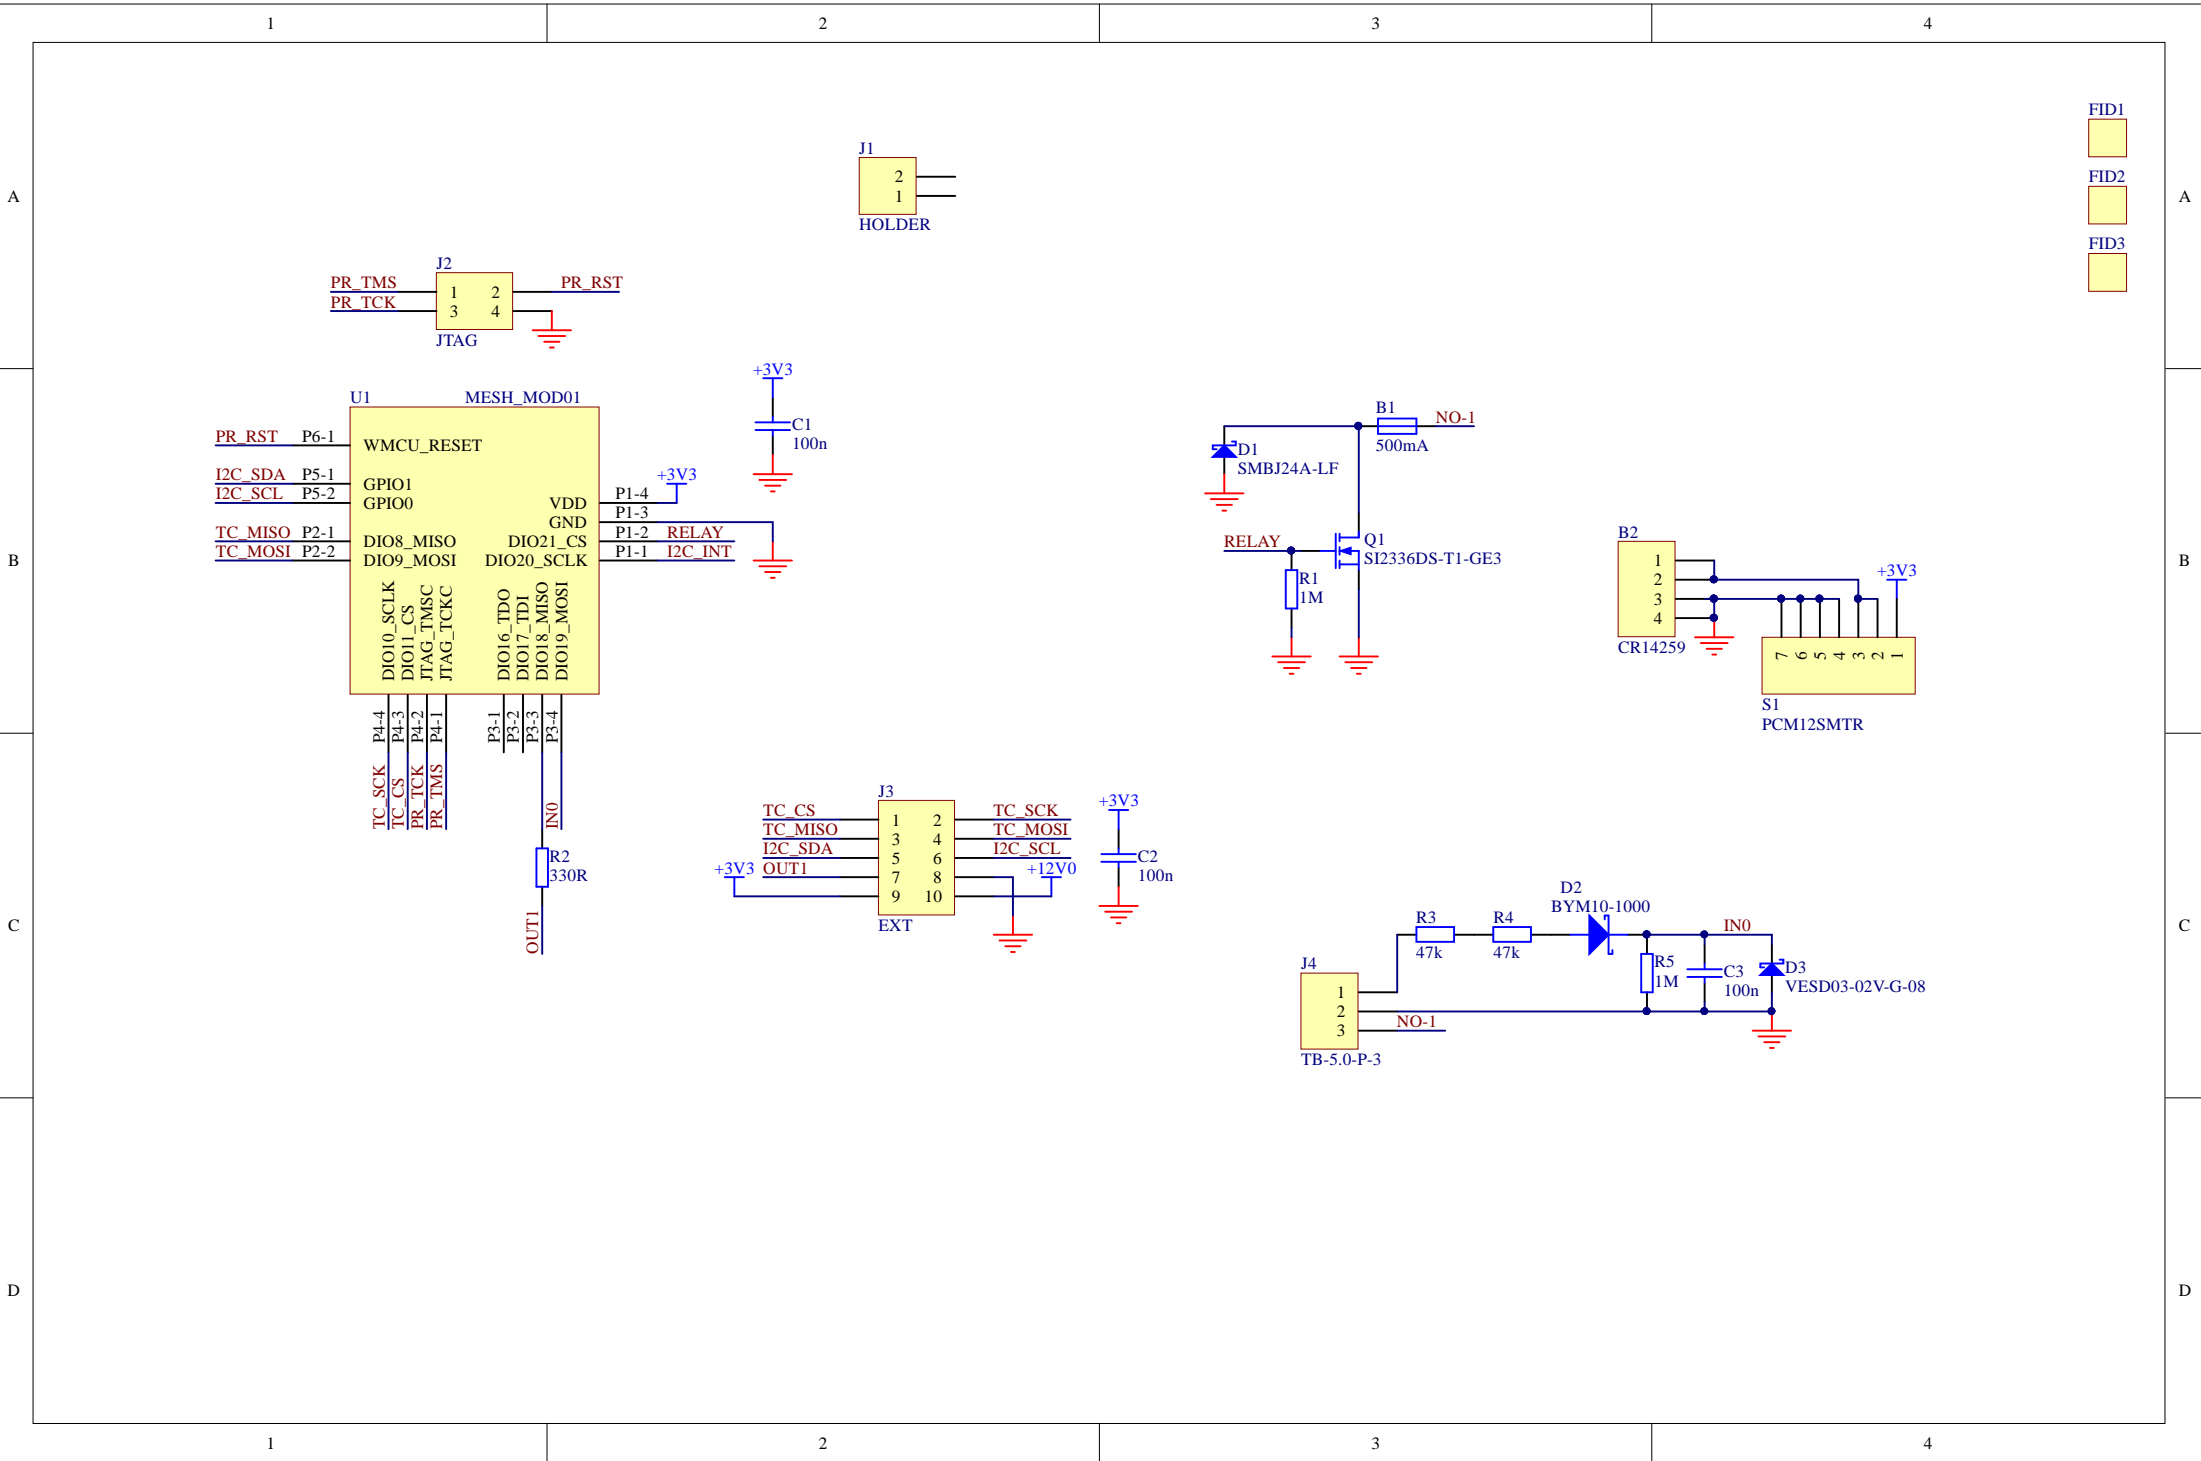 1 2 3 4
A A
B B
C C
D D
1 2 3 4
FID1
FID2
FID3
J1
2
1
HOLDER
J2
PR_TMS 1 2 PR_RST
PR_TCK 3 4
JTAG
U1 MESH_MOD01
PR_RST P6-1 WMCU_RESET
I2C_SDA P5-1 GPIO1
I2C_SCL P5-2 GPIO0
TC_MISO P2-1 DIO8_MISO
TC_MOSI P2-2 DIO9_MOSI
VDD P1-4 +3V3
GND P1-3
DIO21_CS P1-2 RELAY
DIO20_SCLK P1-1 I2C_INT
DIO10_SCLK P4-4 TC_SCK
DIO11_CS P4-3 TC_CS
JTAG_TMSC P4-2 PR_TCK
JTAG_TCKC P4-1 PR_TMS
DIO16_TDO P3-1
DIO17_TDI P3-2
DIO18_MISO P3-3
DIO19_MOSI P3-4 IN0
R2
330R
OUT1
+3V3
C1
100n
B1
NO-1
500mA
D1
SMBJ24A-LF
RELAY
Q1
SI2336DS-T1-GE3
R1
1M
B2
1
2
3
4
CR14259
+3V3
7 6 5 4 3 2 1
S1
PCM12SMTR
J3
TC_CS 1 2 TC_SCK
TC_MISO 3 4 TC_MOSI
I2C_SDA 5 6 I2C_SCL
+3V3 OUT1 7 8 +12V0
9 10
EXT
+3V3
C2
100n
D2
BYM10-1000
R3
47k
R4
47k
IN0
R5
1M
C3
100n
D3
VESD03-02V-G-08
J4
1
2
3 NO-1
TB-5.0-P-3